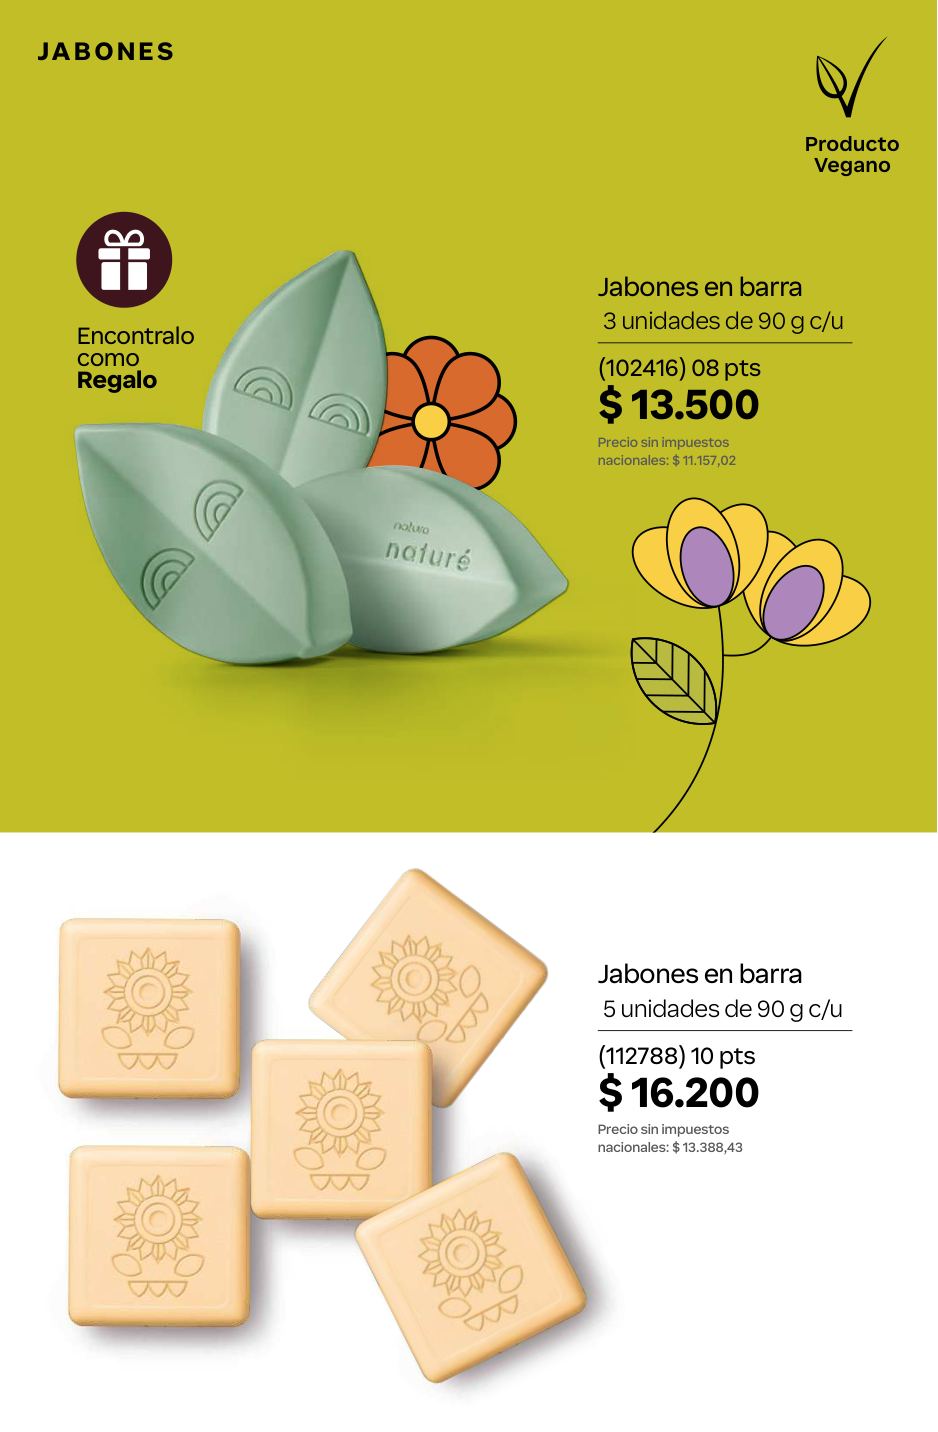 JABONES
Producto
Vegano
Encontralo
como
Regalo
Jabones en barra
3 unidades de 90 g c/u
(102416) 08 pts
$ 13.500
Precio sin impuestos
nacionales: $ 11.157,02
natura
naturé
Jabones en barra
5 unidades de 90 g c/u
(112788) 10 pts
$ 16.200
Precio sin impuestos
nacionales: $ 13.388,43